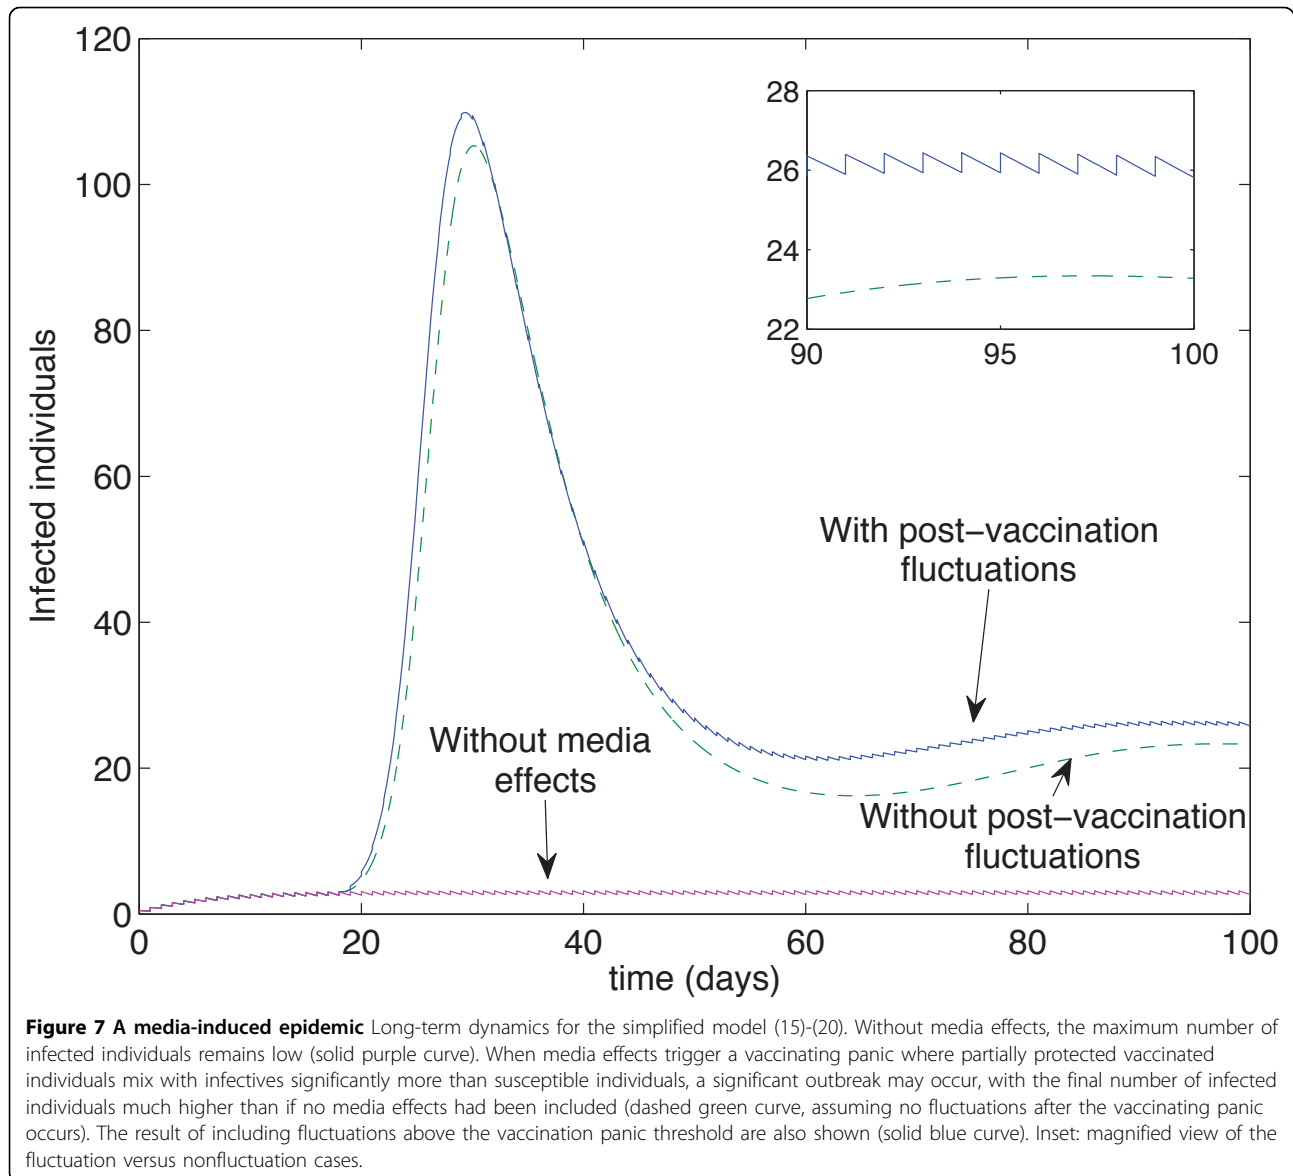 120
100
80
60
40
20
0
Infected individuals
28
26
24
22
90
95
100
With post−vaccination
fluctuations
Without media
effects
Without post−vaccination
fluctuations
0
20
40
60
80
100
time (days)
Figure 7 A media-induced epidemic Long-term dynamics for the simplified model (15)-(20). Without media effects, the maximum number of
infected individuals remains low (solid purple curve). When media effects trigger a vaccinating panic where partially protected vaccinated
individuals mix with infectives significantly more than susceptible individuals, a significant outbreak may occur, with the final number of infected
individuals much higher than if no media effects had been included (dashed green curve, assuming no fluctuations after the vaccinating panic
occurs). The result of including fluctuations above the vaccination panic threshold are also shown (solid blue curve). Inset: magnified view of the
fluctuation versus nonfluctuation cases.